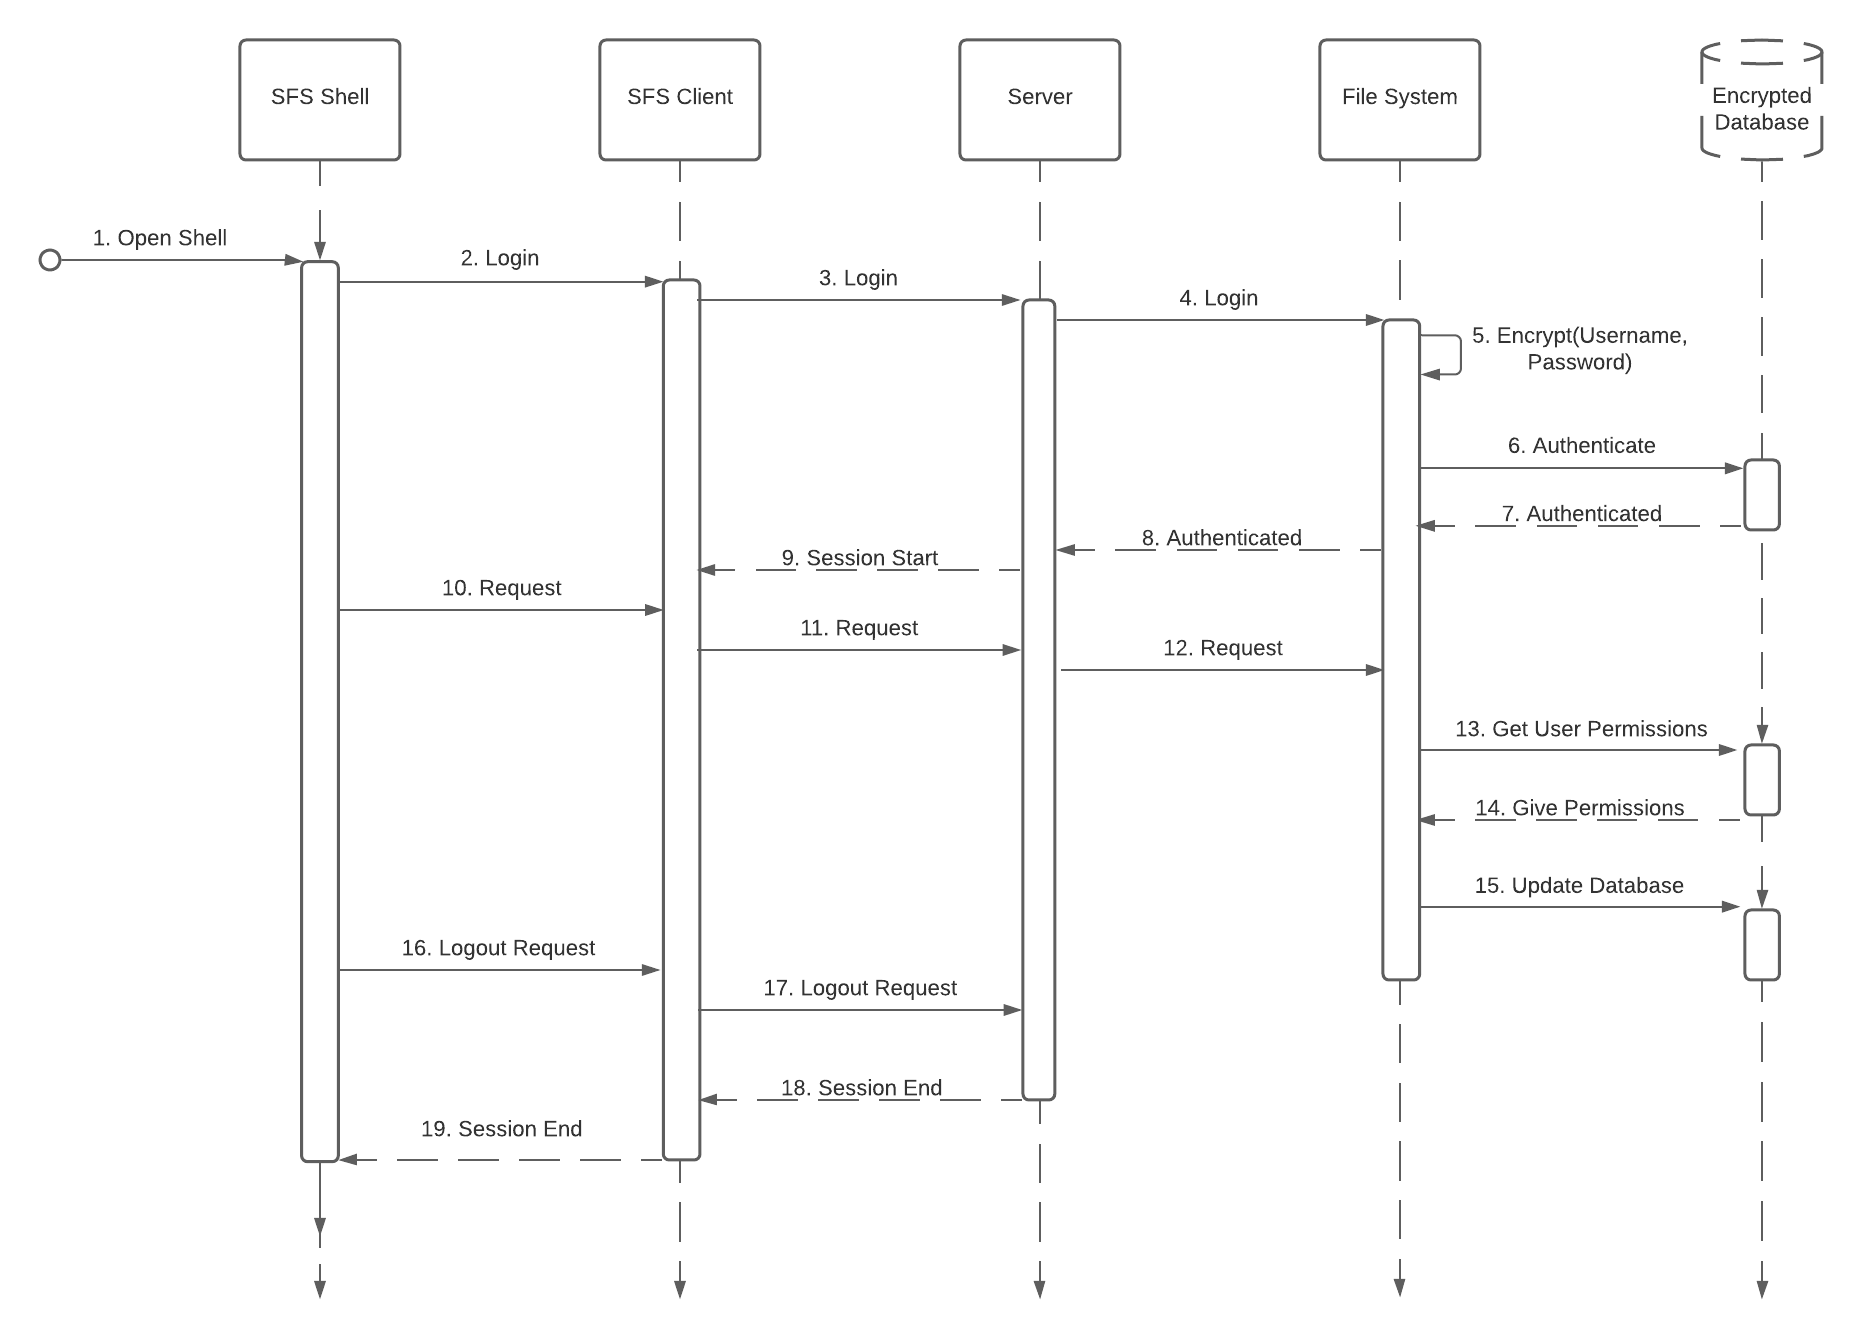 SFS Shell
SFS Client
Server
File System
Encrypted
Database
1. Open Shell
2. Login
3. Login
4. Login
5. Encrypt(Username,
Password)
6. Authenticate
7. Authenticated
8. Authenticated
9. Session Start
10. Request
11. Request
12. Request
13. Get User Permissions
14. Give Permissions
15. Update Database
16. Logout Request
17. Logout Request
18. Session End
19. Session End